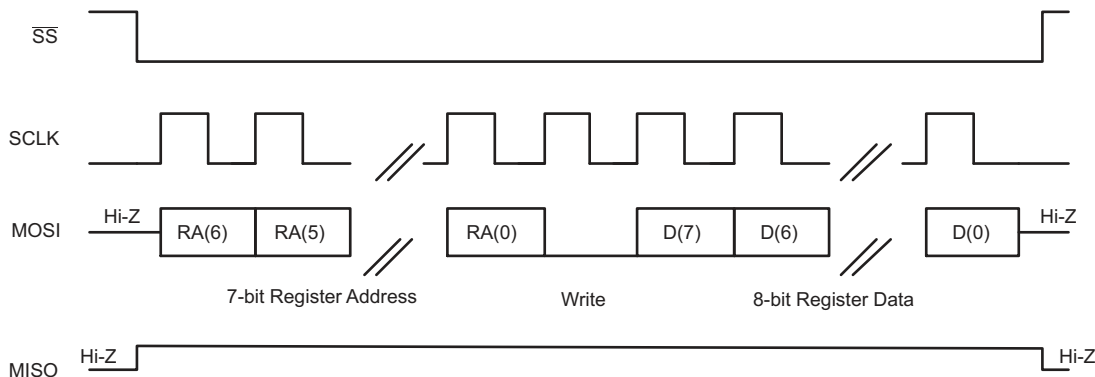 SS
SCLK
MOSI
Hi-Z
RA(6)
RA(5)
RA(0)
D(7)
D(6)
D(0)
Hi-Z
7-bit Register Address
Write
8-bit Register Data
MISO
Hi-Z
Hi-Z